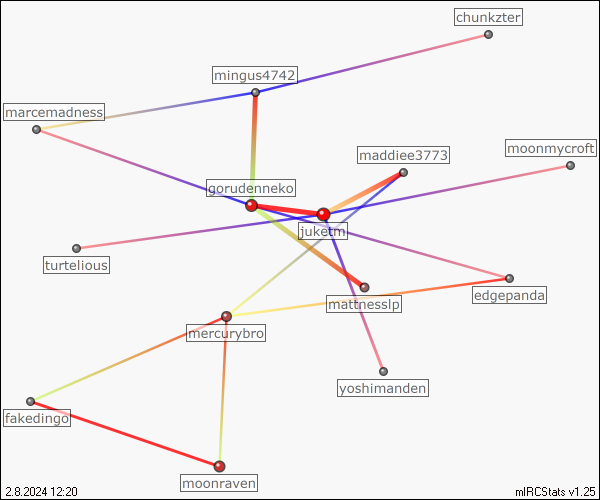 chunkzter
mingus4742
marcemadness
moonmycroft
maddiee3773
gorudenneko
juketm
turtelious
edgepanda
mattnesslp
mercurybro
yoshimanden
fakedingo
moonraven
2.8.2024 12:20
mIRCStats v1.25